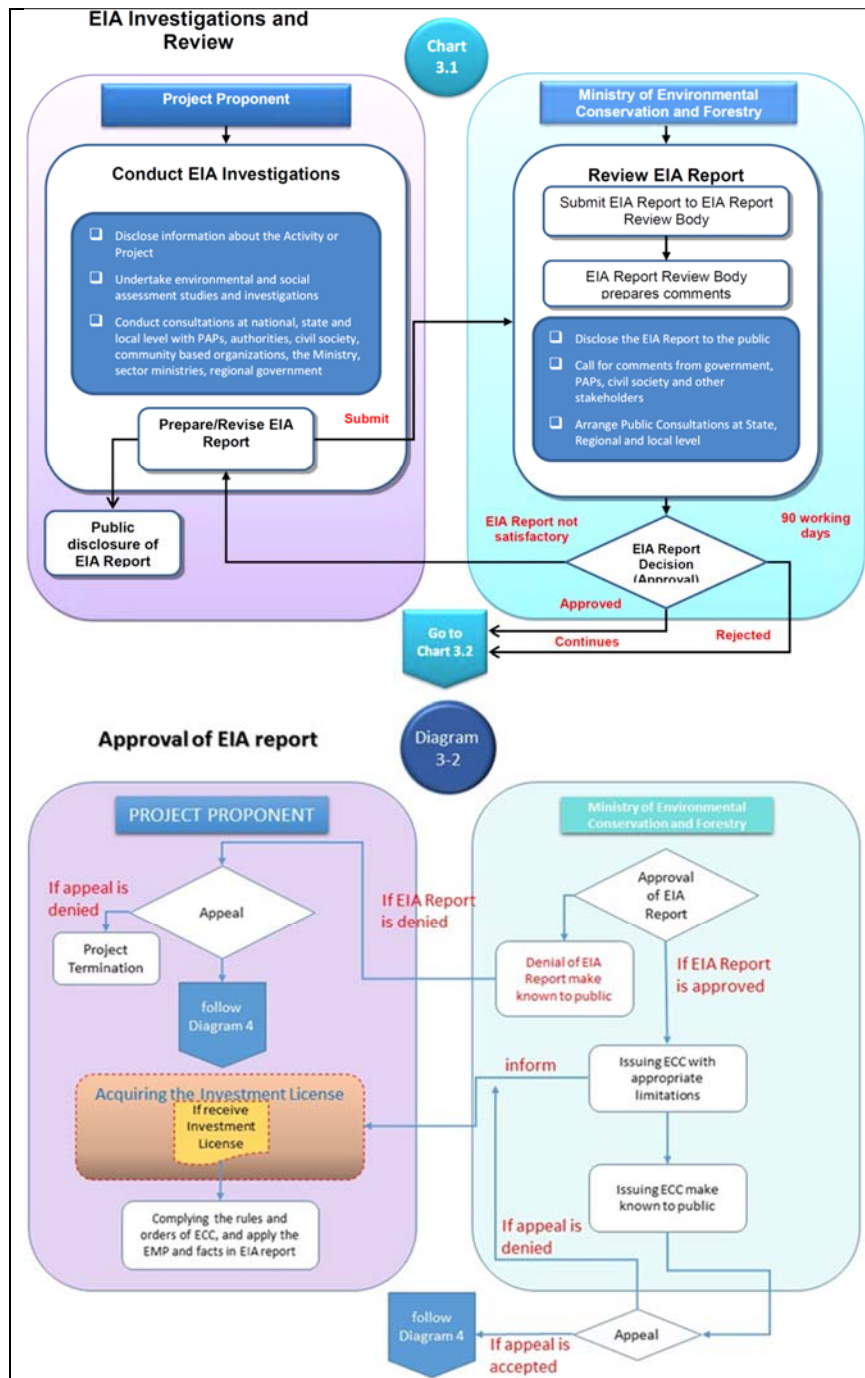 EIA Investigations and
Review
Chart
3.1
Project Proponent
Conduct EIA Investigations
Disclose information about the Activity or
Project
Undertake environmental and social
assessment studies and investigations
Conduct consultations at national, state and
local level with PAPs, authorities, civil society,
community based organizations, the Ministry,
sector ministries, regional government
Prepare/Revise EIA
Report
Submit
Public
disclosure of
EIA Report
Ministry of Environmental
Conservation and Forestry
Review EIA Report
Submit EIA Report to EIA Report
Review Body
EIA Report Review Body
prepares comments
Disclose the EIA Report to the public
Call for comments from government,
PAPs, civil society and other
stakeholders
Arrange Public Consultations at State,
Regional and local level
EIA Report not
satisfactory
90 working
days
EIA Report
Decision
(Approval)
Approved
Continues
Rejected
Go to
Chart 3.2
Approval of EIA report
Diagram
3-2
PROJECT PROPONENT
If appeal is
denied
Appeal
Project
Termination
follow
Diagram 4
Acquiring the Investment License
If receive
Investment
License
Complying the rules and
orders of ECC, and apply the
EMP and facts in EIA report
If EIA Report
is denied
Ministry of Environmental
Conservation and Forestry
Approval
of EIA
Report
Denial of EIA
Report make
known to public
If EIA Report
is approved
inform
Issuing ECC with
appropriate
limitations
Issuing ECC make
known to public
If appeal is
denied
follow
Diagram 4
If appeal is
accepted
Appeal